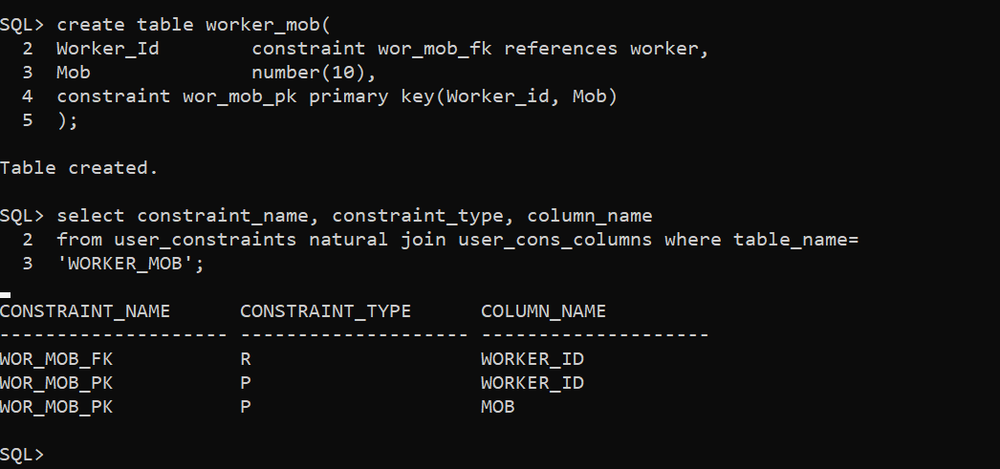 SQL> create table worker_mob(
  2  Worker_Id        constraint wor_mob_fk references worker,
  3  Mob              number(10),
  4  constraint wor_mob_pk primary key(Worker_id, Mob)
  5  );
Table created.
SQL> select constraint_name, constraint_type, column_name
  2  from user_constraints natural join user_cons_columns where table_name=
  3  'WORKER_MOB';
CONSTRAINT_NAME      CONSTRAINT_TYPE      COLUMN_NAME
-------------------- -------------------- --------------------
WOR_MOB_FK           R                    WORKER_ID
WOR_MOB_PK           P                    WORKER_ID
WOR_MOB_PK           P                    MOB
SQL>